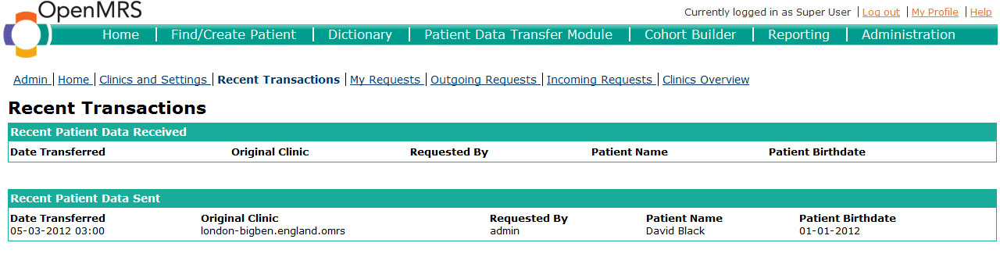 OpenMRS
Currently logged in as Super User | Log out | My Profile | Help
Home | Find/Create Patient | Dictionary | Patient Data Transfer Module | Cohort Builder | Reporting | Administration
Admin | Home | Clinics and Settings | Recent Transactions | My Requests | Outgoing Requests | Incoming Requests | Clinics Overview
Recent Transactions
Recent Patient Data Received
Date Transferred Original Clinic Requested By Patient Name Patient Birthdate
Recent Patient Data Sent
Date Transferred Original Clinic Requested By Patient Name Patient Birthdate
05-03-2012 03:00 london-bigben.england.omrs admin David Black 01-01-2012